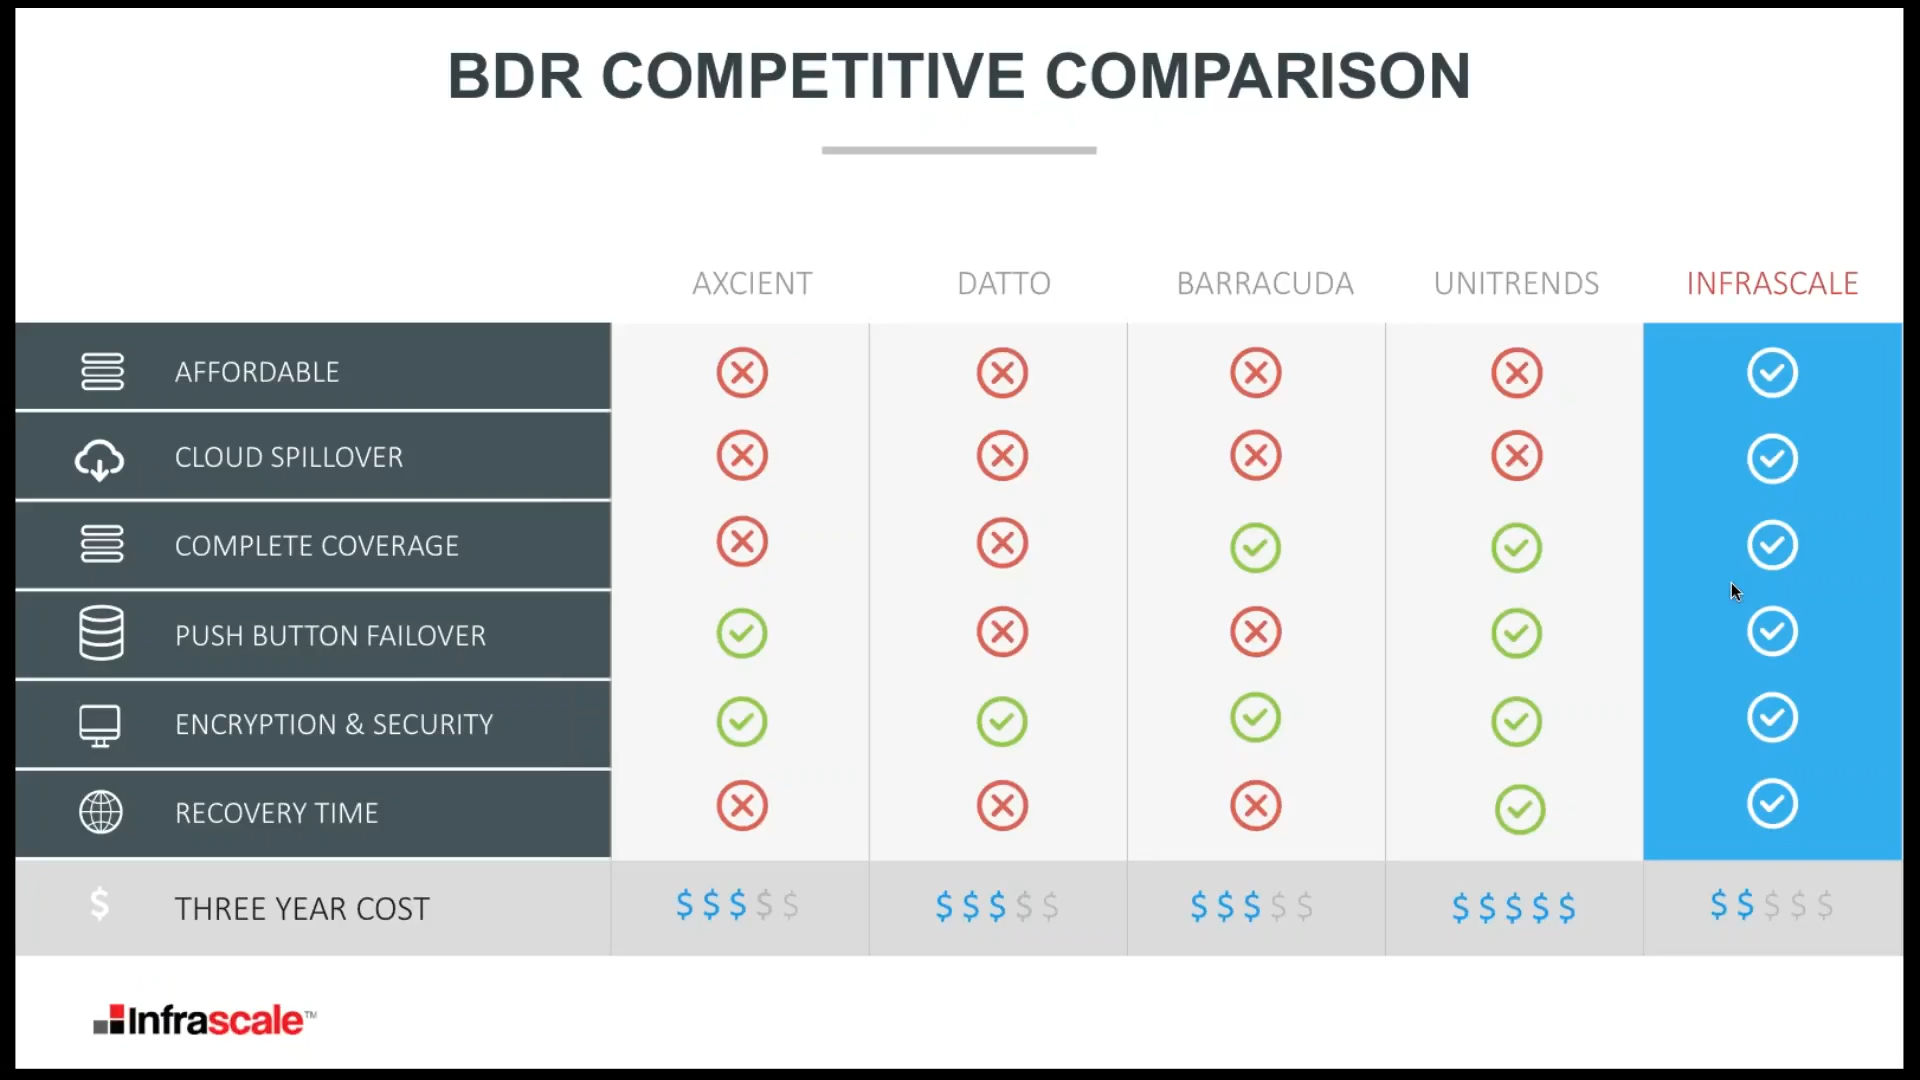 BDR COMPETITIVE COMPARISON
AXCIENT DATTO BARRACUDA UNITRENDS INFRASCALE
AFFORDABLE
CLOUD SPILLOVER
COMPLETE COVERAGE
PUSH BUTTON FAILOVER
ENCRYPTION & SECURITY
RECOVERY TIME
$ THREE YEAR COST $$$$$ $$$$$ $$$$$ $$$$$ $$$$$
Infrascale™